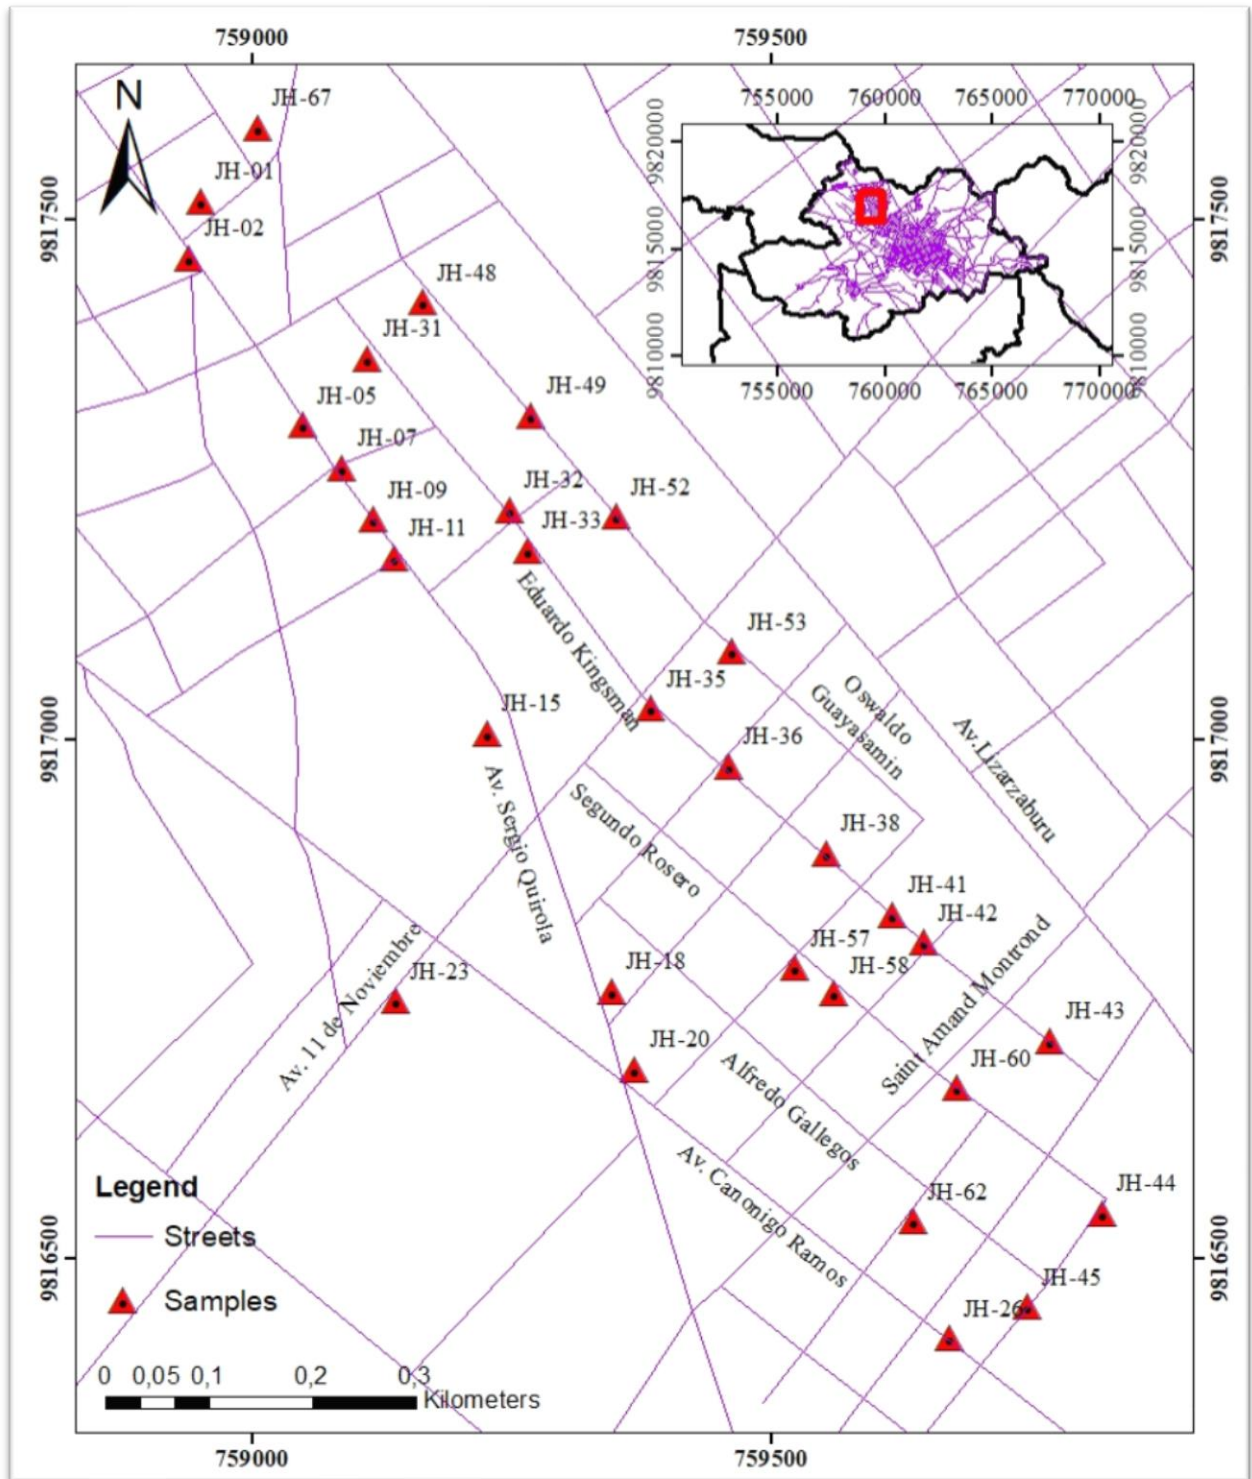 759000 759500
N
JH-67
755000 760000 765000 770000
9820000 9820000
JH-01
9817500 9817500
JH-02
9815000 9815000
JH-48
JH-31
9810000 9810000
JH-49
755000 760000 765000 770000
JH-05
JH-07
JH-32
JH-52
JH-09
JH-33
JH-11
Eduardo Kingsman
JH-53
JH-35
Oswaldo
Guayasamin
JH-15
Av.Lizarzaburu
9817000 9817000
JH-36
Av. Sergio Quirola
Segundo Rosero
JH-38
JH-41
JH-42
JH-57
Av. 11 de Noviembre
JH-23
JH-18
JH-58
Saint Amand Montrond
JH-43
JH-20
JH-60
Alfredo Gallegos
Av. Canonigo Ramos
Legend
Streets
Samples
JH-62
JH-44
9816500 9816500
JH-45
JH-26
0 0,05 0,1 0,2 0,3
Kilometers
759000 759500